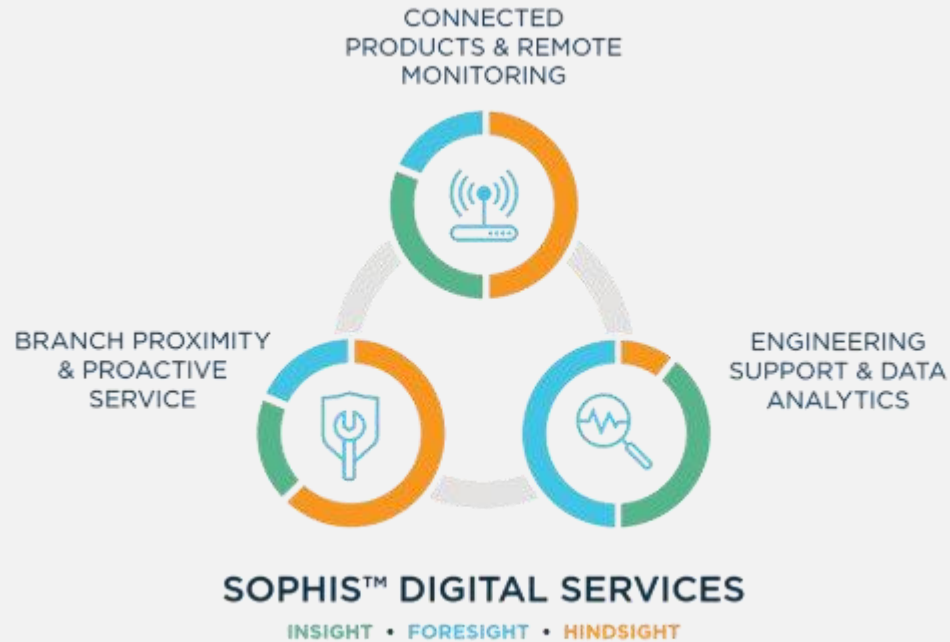 CONNECTED
PRODUCTS & REMOTE
MONITORING
BRANCH PROXIMITY
& PROACTIVE
SERVICE
ENGINEERING
SUPPORT & DATA
ANALYTICS
SOPHIS™ DIGITAL SERVICES
INSIGHT • FORESIGHT • HINDSIGHT